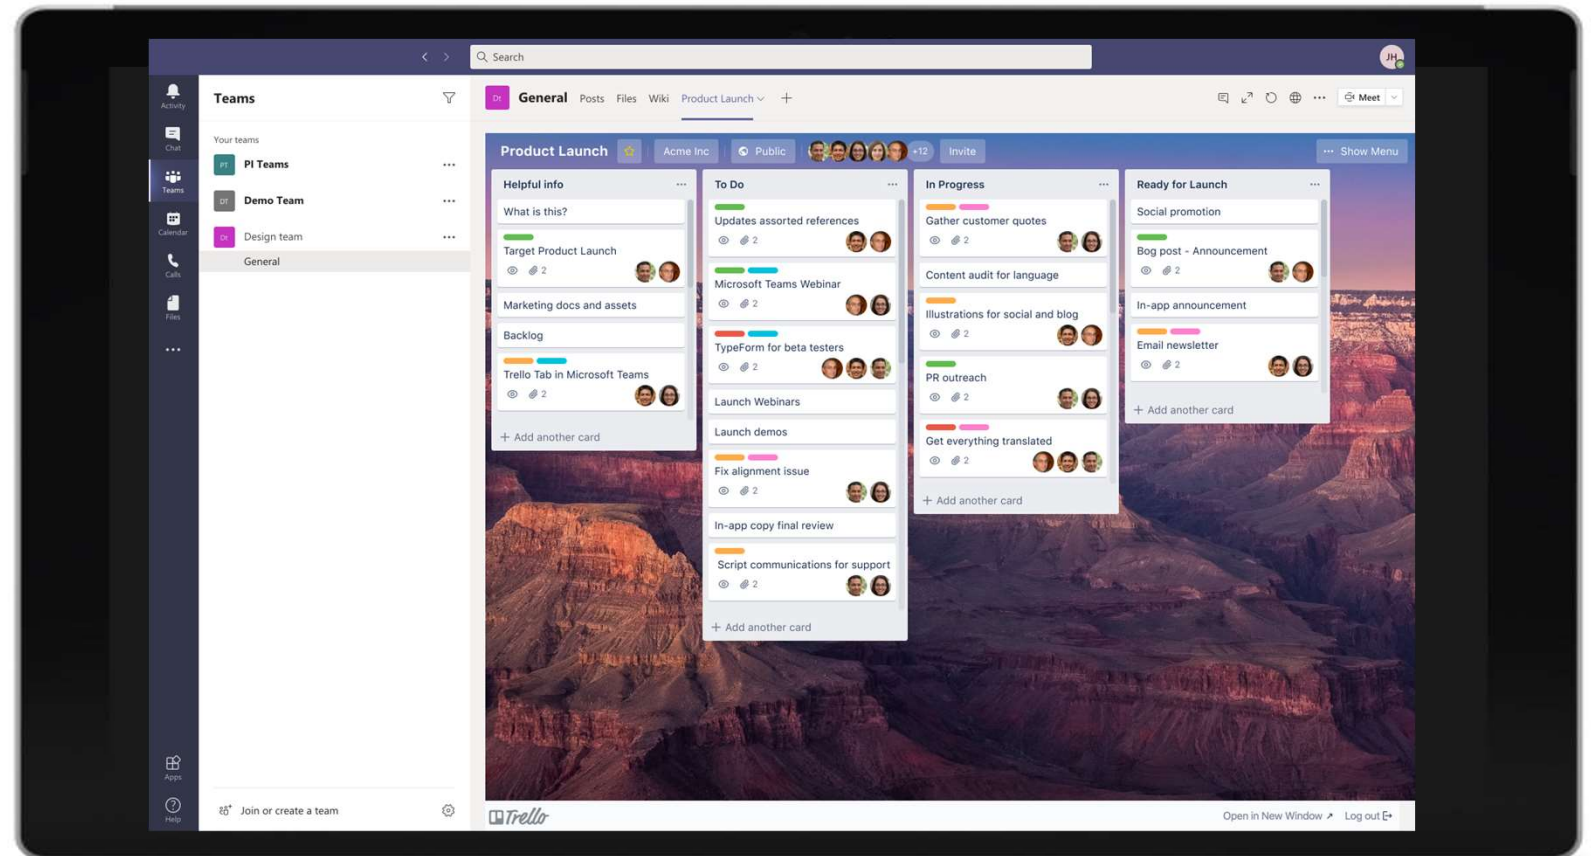 Search
JH
Activity
Chat
Teams
Calendar
Calls
Files
Apps
Help
Teams
Your teams
PT PI Teams
DT Demo Team
Dt Design team
General
Join or create a team
Dt General Posts Files Wiki Product Launch
Meet
Product Launch Acme Inc Public +12 Invite Show Menu
Helpful info
What is this?
Target Product Launch
2
Marketing docs and assets
Backlog
Trello Tab in Microsoft Teams
2
+ Add another card
To Do
Updates assorted references
2
Microsoft Teams Webinar
2
TypeForm for beta testers
2
Launch Webinars
Launch demos
Fix alignment issue
2
In-app copy final review
Script communications for support
2
+ Add another card
In Progress
Gather customer quotes
2
Content audit for language
Illustrations for social and blog
2
PR outreach
2
Get everything translated
2
+ Add another card
Ready for Launch
Social promotion
Bog post - Announcement
2
In-app announcement
Email newsletter
2
+ Add another card
Trello
Open in New Window Log out